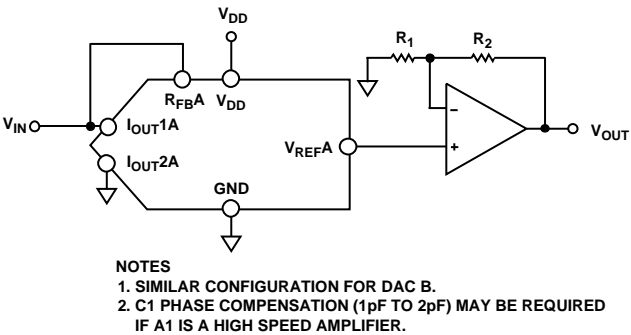 VDD
R1 R2
RFBA VDD
VIN IOUT1A
VREFA VOUT
IOUT2A
GND
NOTES
1. SIMILAR CONFIGURATION FOR DAC B.
2. C1 PHASE COMPENSATION (1pF TO 2pF) MAY BE REQUIRED
IF A1 IS A HIGH SPEED AMPLIFIER.